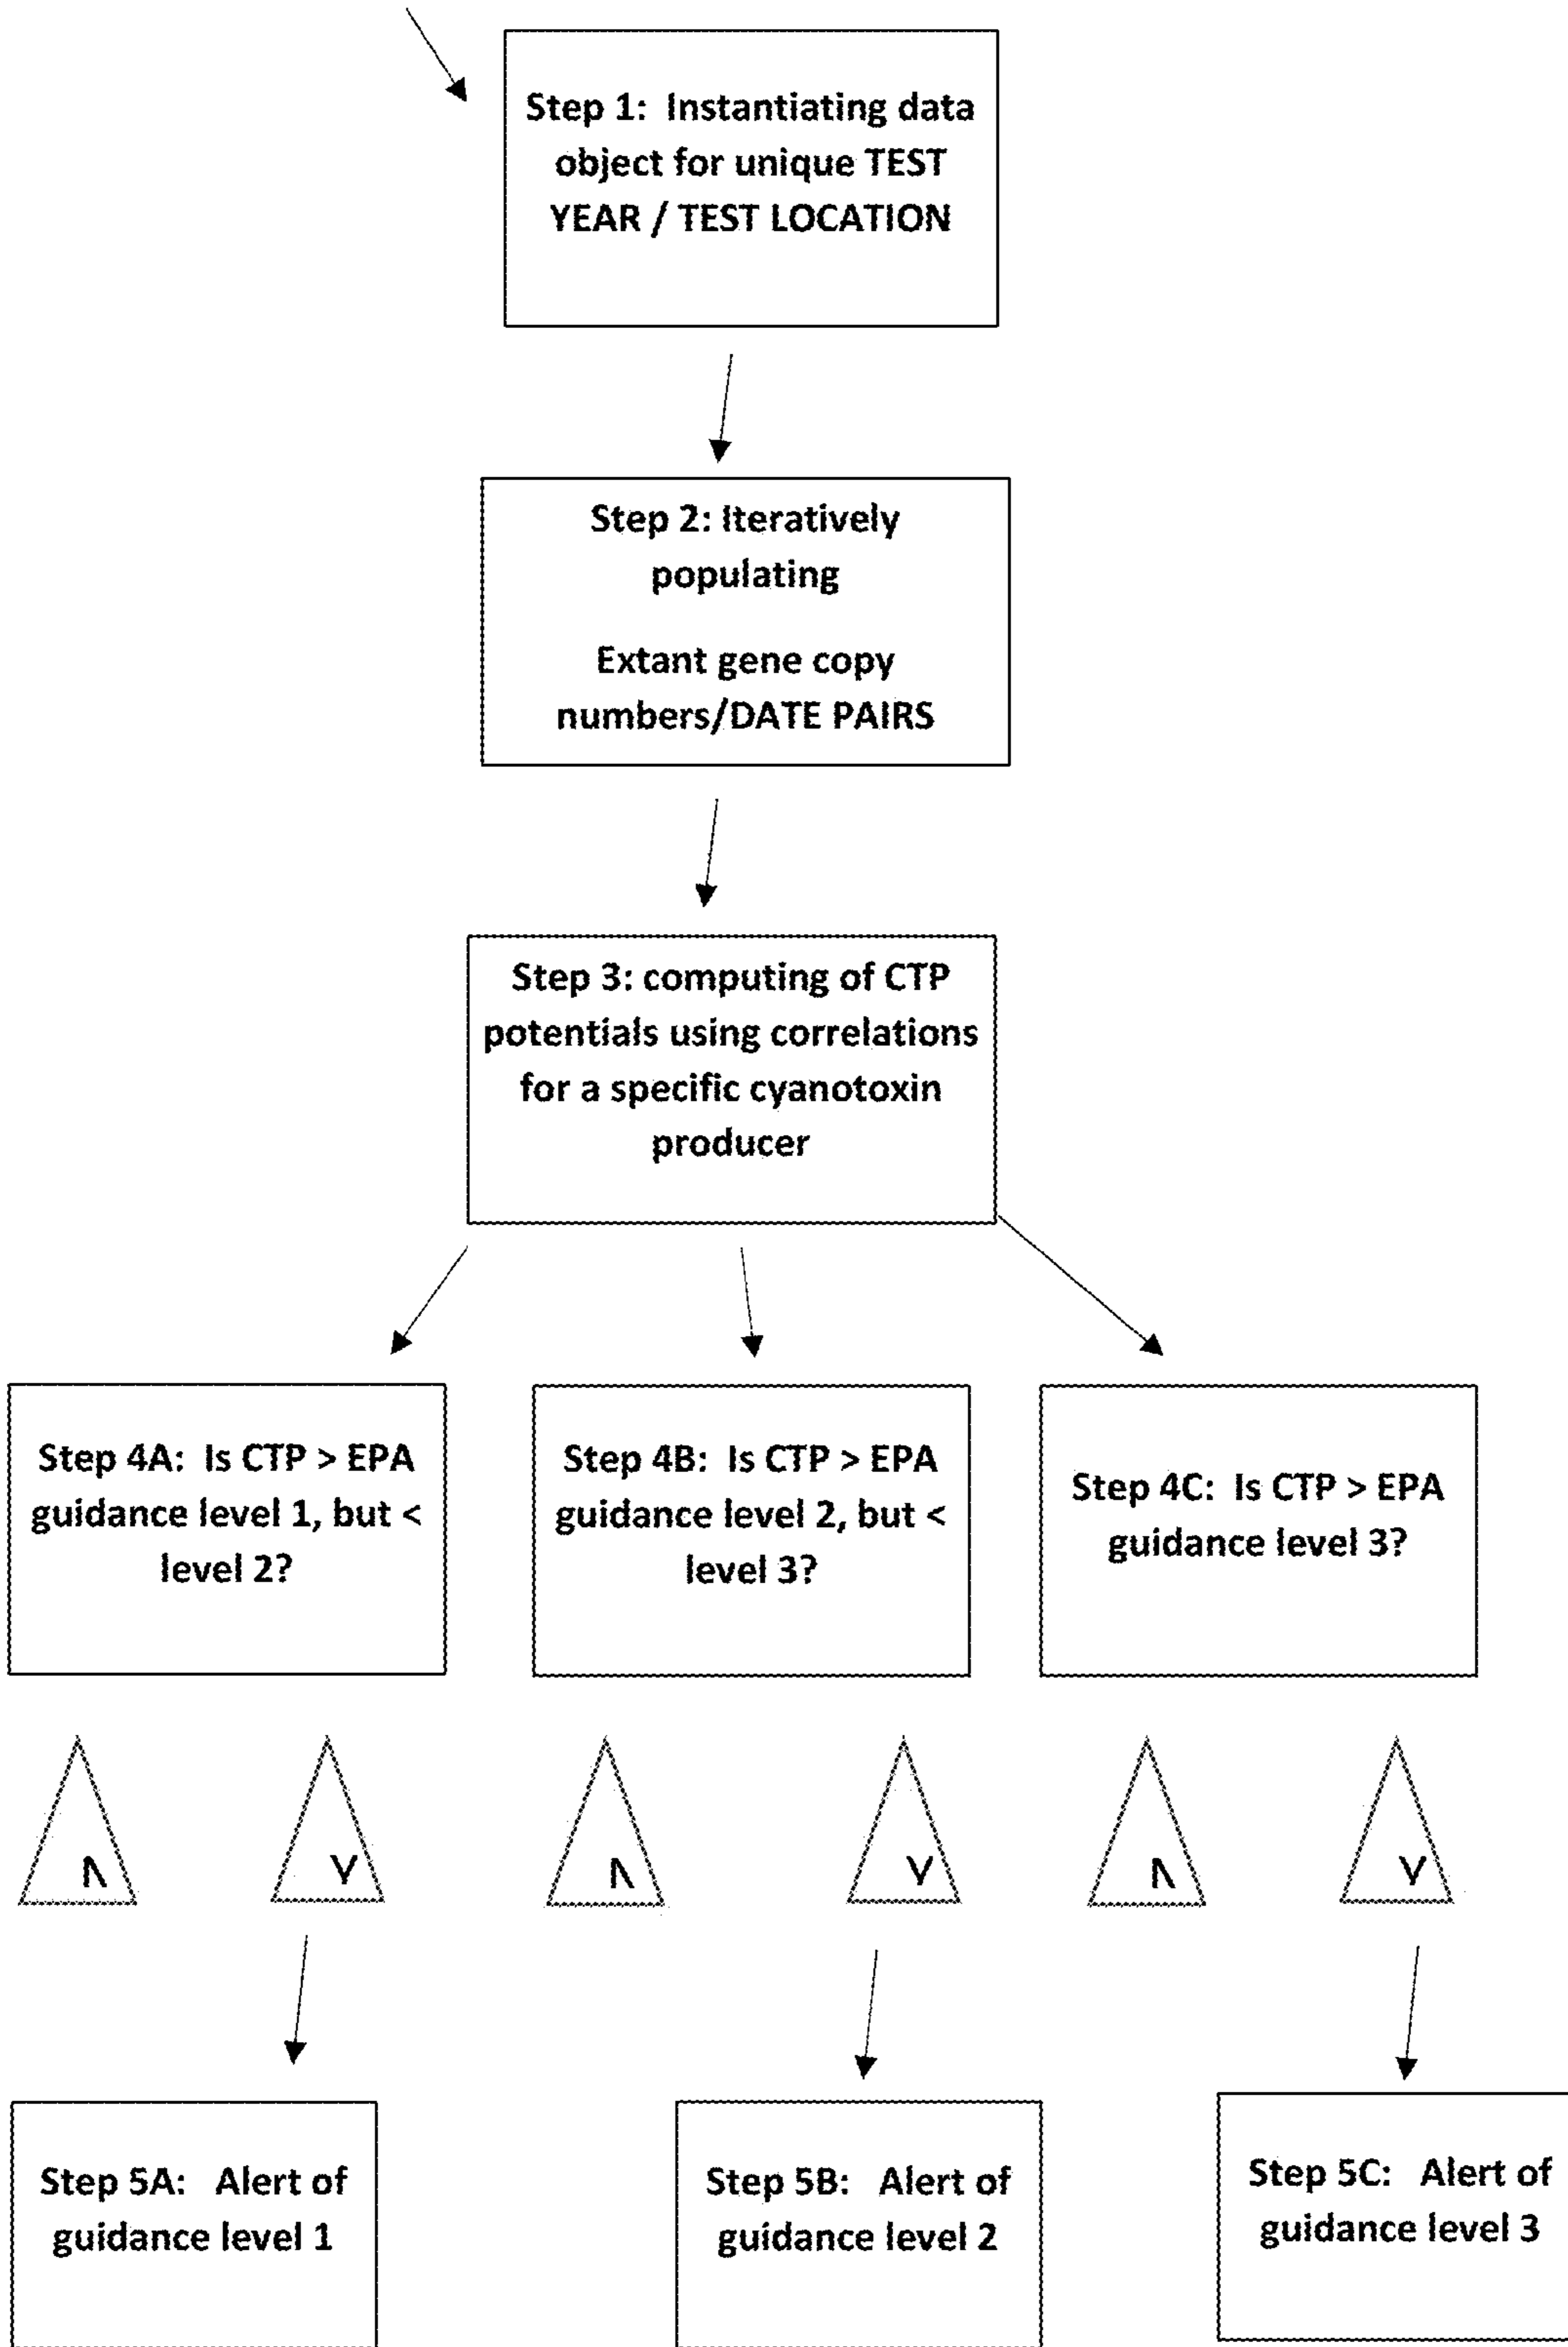 Step 1: Instantiating data
object for unique TEST
YEAR / TEST LOCATION
Step 2: Iteratively
populating
Extant gene copy
numbers/DATE PAIRS
Step 3: computing of CTP
potentials using correlations
for a specific cyanotoxin
producer
Step 4A: Is CTP > EPA
guidance level 1, but <
level 2?
Step 4B: Is CTP > EPA
guidance level 2, but <
level 3?
Step 4C: Is CTP > EPA
guidance level 3?
N
Y
N
Y
N
Y
Step 5A: Alert of
guidance level 1
Step 5B: Alert of
guidance level 2
Step 5C: Alert of
guidance level 3